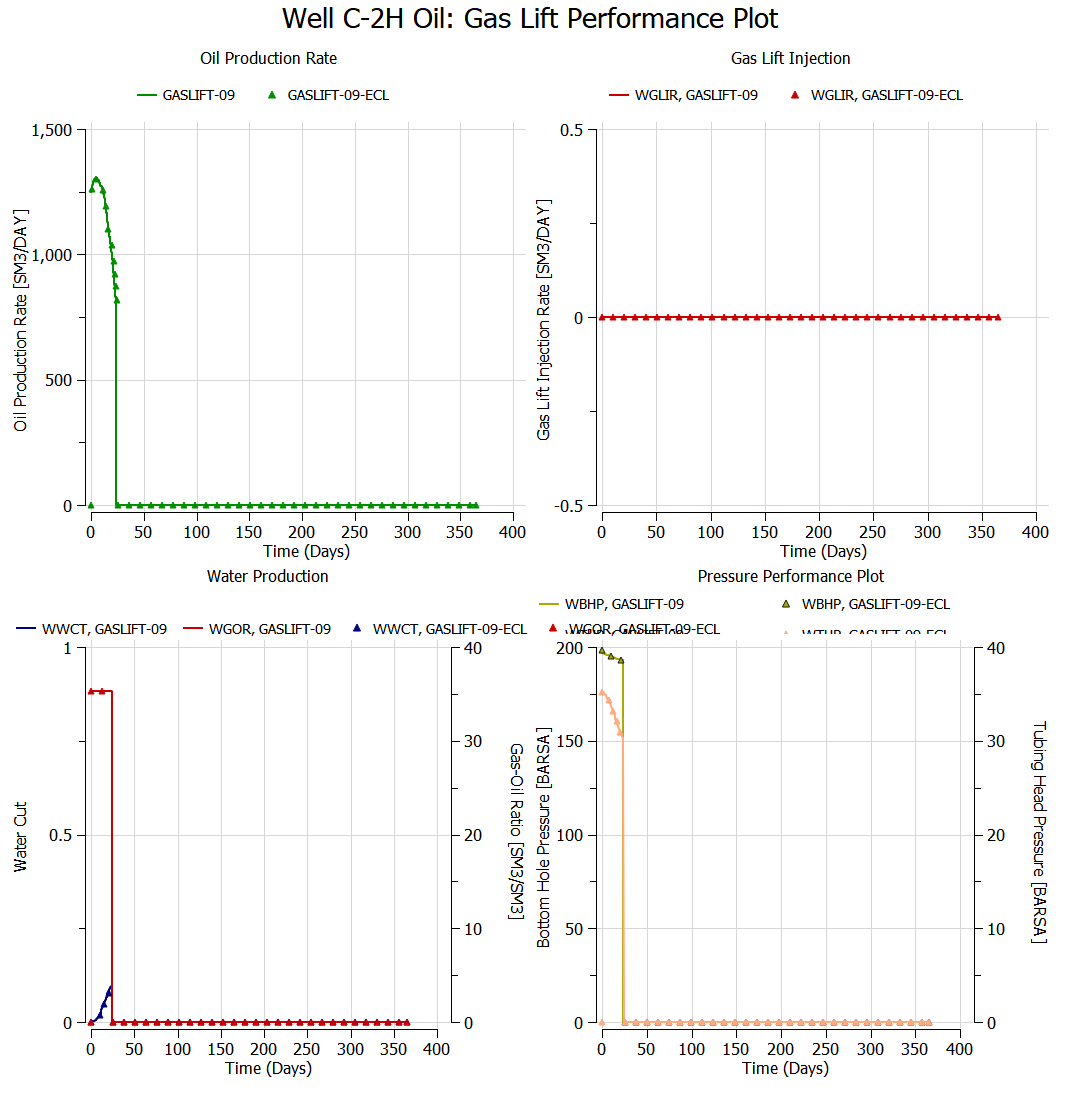 Well C-2H Oil: Gas Lift Performance Plot
Oil Production Rate
GASLIFT-09
GASLIFT-09-ECL
1,500
1,000
500
0
Oil Production Rate [SM3/DAY]
0 50 100 150 200 250 300 350 400
Time (Days)
Gas Lift Injection
WGLIR, GASLIFT-09
WGLIR, GASLIFT-09-ECL
0.5
0
-0.5
Gas Lift Injection Rate [SM3/DAY]
0 50 100 150 200 250 300 350 400
Time (Days)
Water Production
WWCT, GASLIFT-09
WGOR, GASLIFT-09
WWCT, GASLIFT-09-ECL
WGOR, GASLIFT-09-ECL
1
0.5
0
Water Cut
40
30
20
10
0
Gas-Oil Ratio [SM3/SM3]
0 50 100 150 200 250 300 350 400
Time (Days)
Pressure Performance Plot
WBHP, GASLIFT-09
WBHP, GASLIFT-09-ECL
200
150
100
50
0
Bottom Hole Pressure [BARSA]
40
30
20
10
0
Tubing Head Pressure [BARSA]
0 50 100 150 200 250 300 350 400
Time (Days)